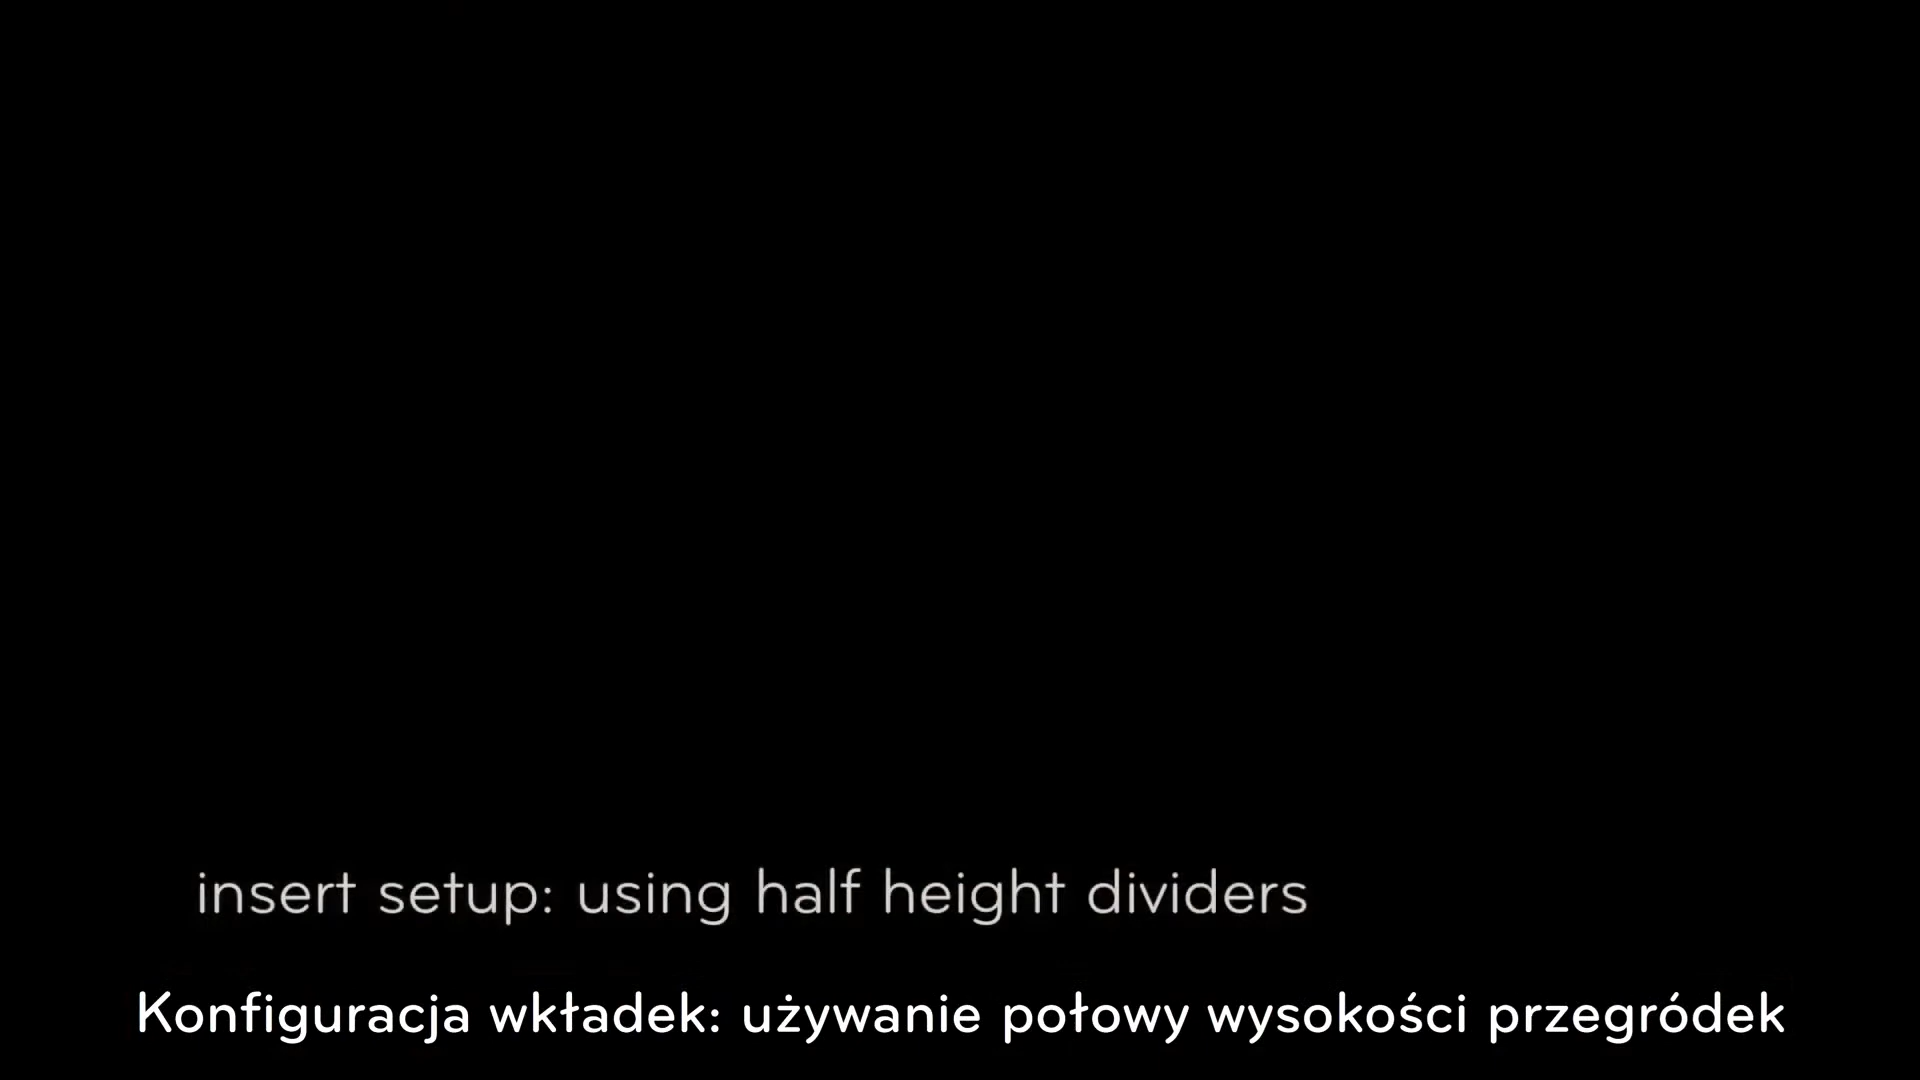 insert setup: using half height dividers
Konfiguracja wkładek: używanie połowy wysokości przegródek